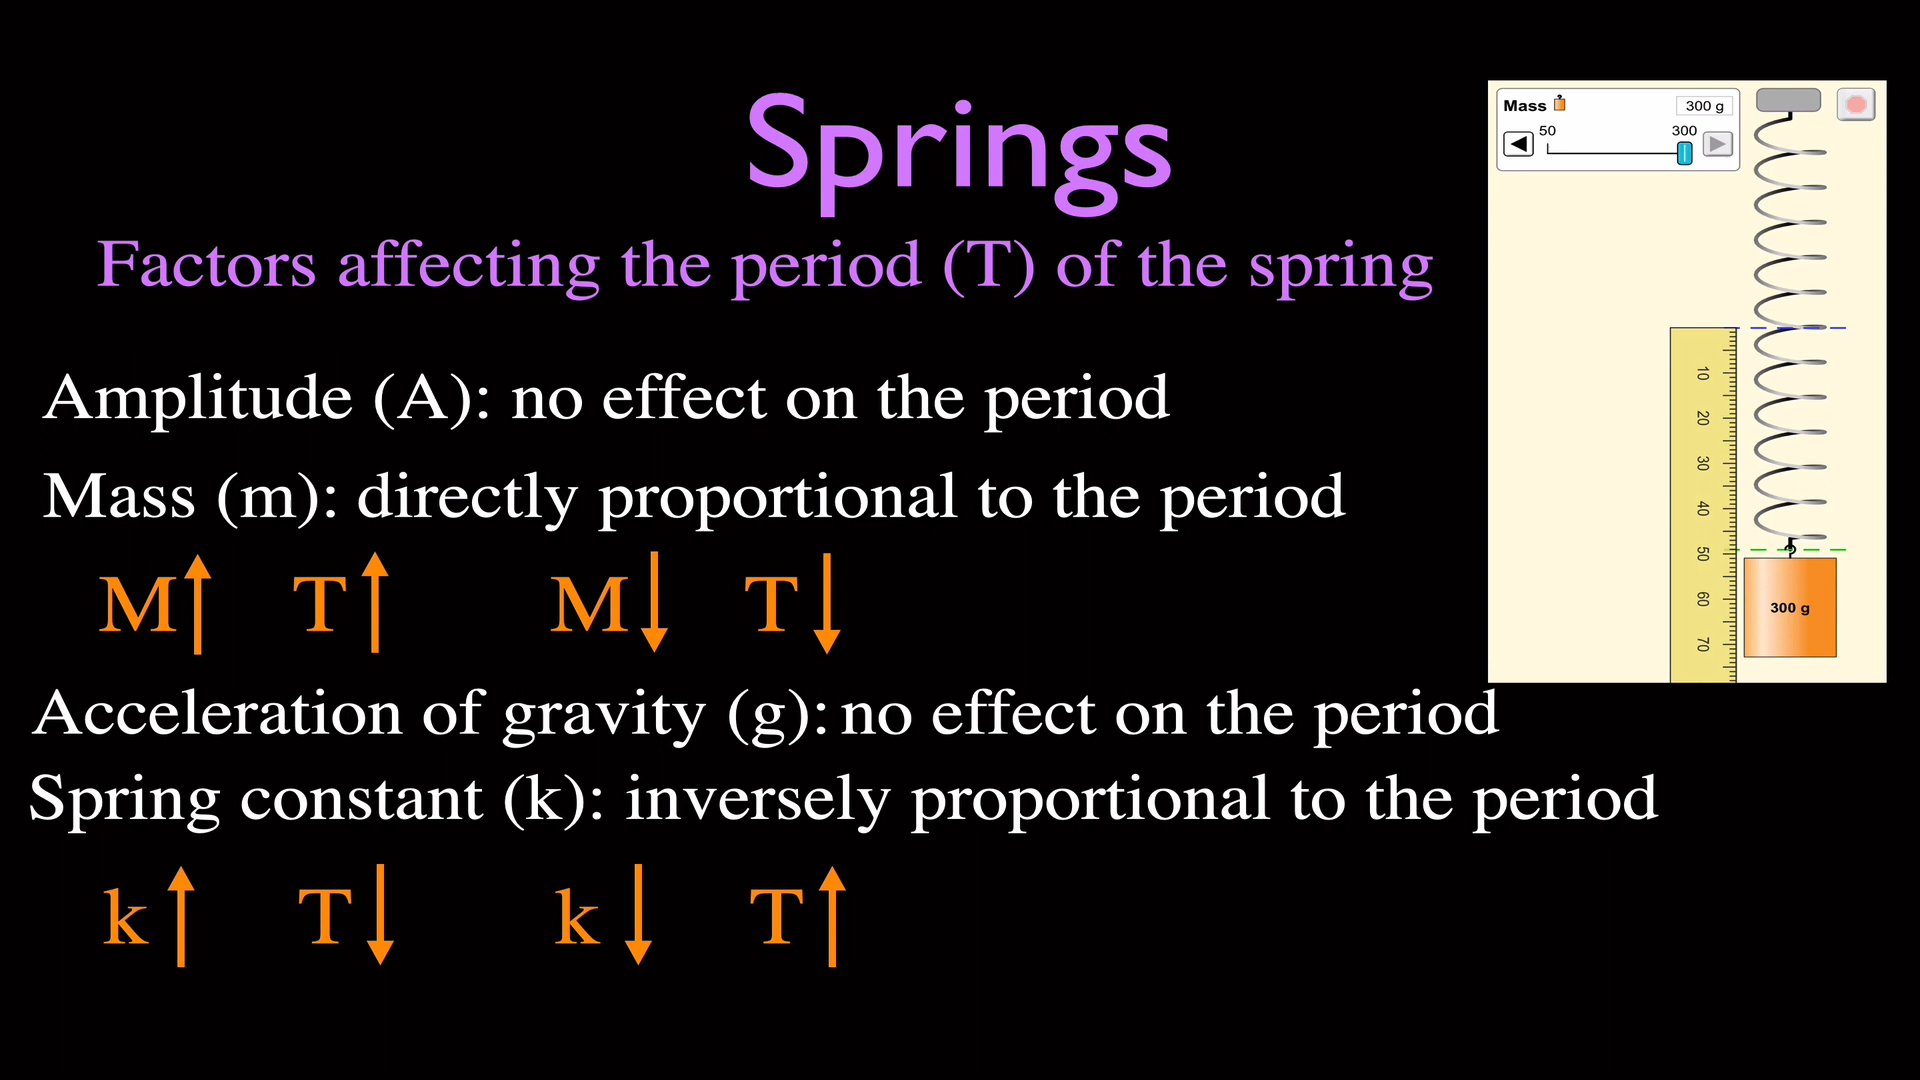 Springs
Factors affecting the period (T) of the spring
Amplitude (A): no effect on the period
Mass (m): directly proportional to the period
M T M T
Acceleration of gravity (g): no effect on the period
Spring constant (k): inversely proportional to the period
k T k T
Mass 300 g
50 300
10
20
30
40
50
60
70
300 g